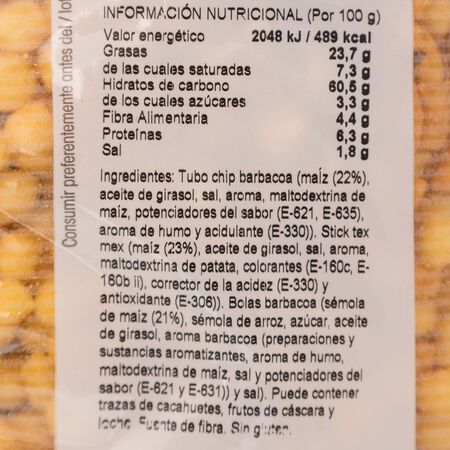 INFORMACIÓN NUTRICIONAL (Por 100 g)
Valor energético 2048 kJ / 489 kcal
Grasas 23,7 g
de las cuales saturadas 7,3 g
Hidratos de carbono 60,5 g
de los cuales azúcares 3,3 g
Fibra Alimentaria 4,4 g
Proteínas 6,3 g
Sal 1,8 g
Ingredientes: Tubo chip barbacoa (maíz (22%),
aceite de girasol, sal, aroma, maltodextrina de
maíz, potenciadores del sabor (E-621, E-635),
aroma de humo y acidulante (E-330)). Stick tex
mex (maíz (23%), aceite de girasol, sal, aroma,
maltodextrina de patata, colorantes (E-160c, E-
160b ii), corrector de la acidez (E-330) y
antioxidante (E-306)). Bolas barbacoa (sémola
de maíz (21%), sémola de arroz, azúcar, aceite
de girasol, aroma barbacoa (preparaciones y
sustancias aromatizantes, aroma de humo,
maltodextrina de maíz, sal y potenciadores del
sabor (E-621 y E-631)) y sal). Puede contener
trazas de cacahuetes, frutos de cáscara y
leche. Fuente de fibra. Sin gluten.
Consumir preferentemente antes del / lot